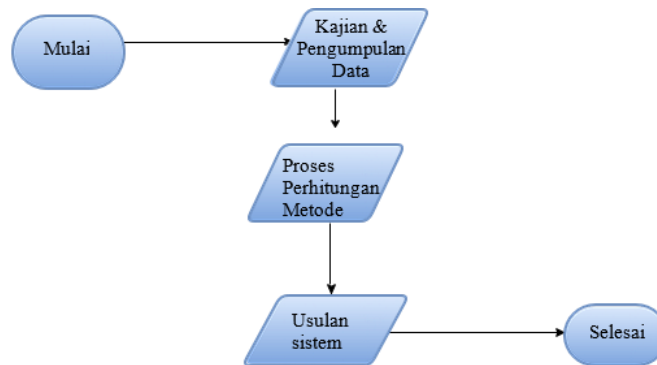 Mulai
Kajian &
Pengumpulan
Data
Proses
Perhitungan
Metode
Usulan
sistem
Selesai